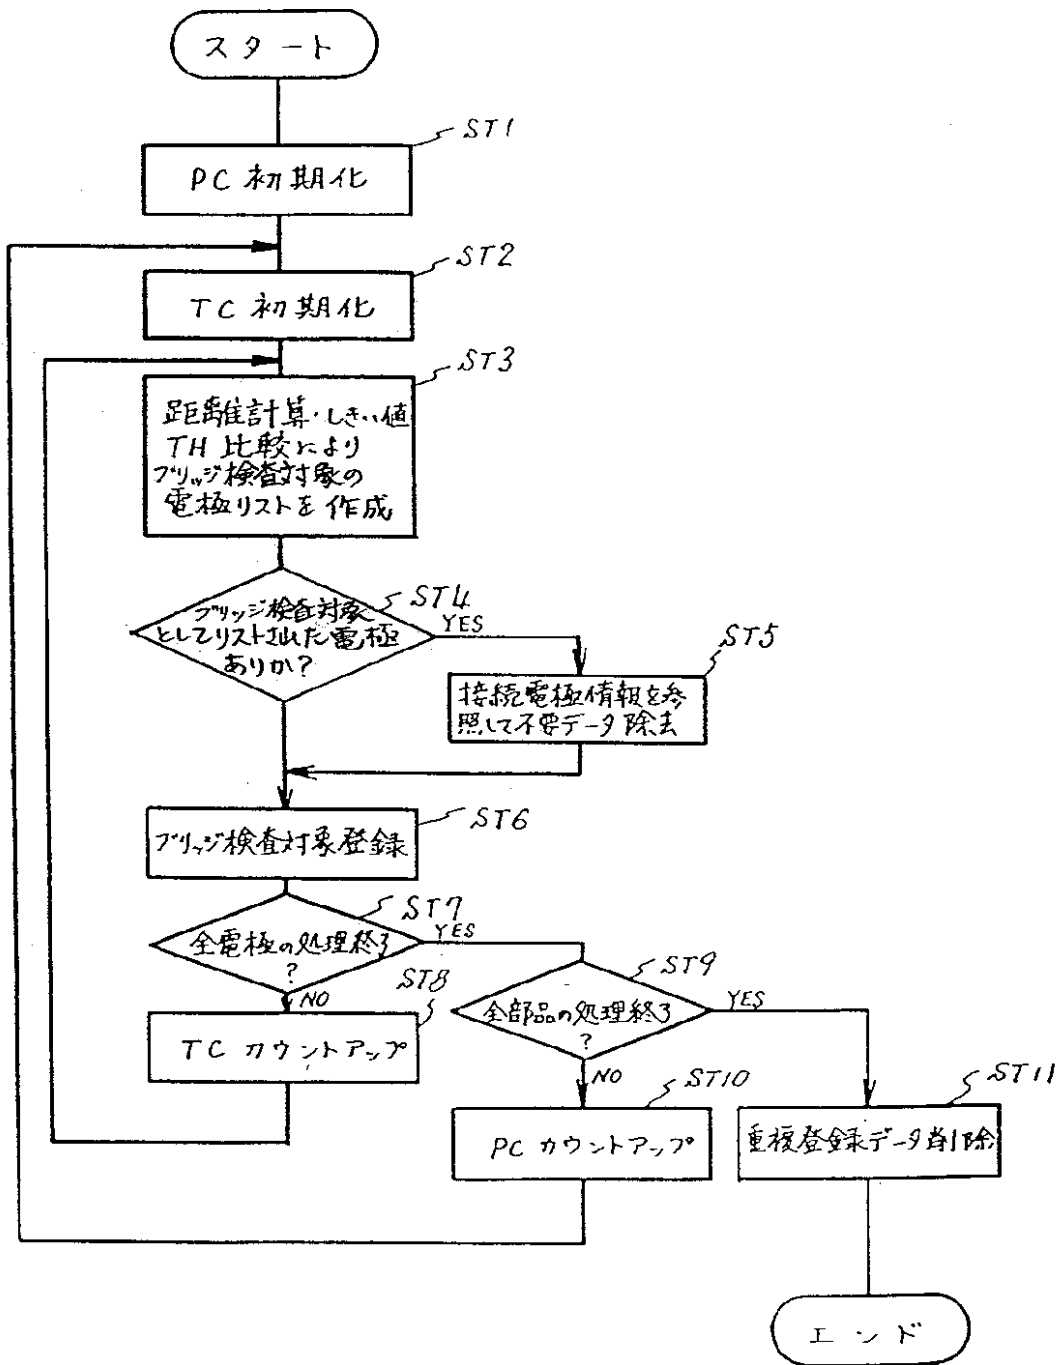 スタート
ST1
PC 初期化
ST2
TC 初期化
ST3
距離計算・しきい値
TH 比較により
ブリッジ検査対象の
電極リストを作成
ST4
ブリッジ検査対象
としてリストされた電極
ありか?
YES
ST5
接続電極情報を参
照して不要データ除去
ST6
ブリッジ検査対象登録
ST7
全電極の処理終了
?
YES
NO
ST8
TC カウントアップ
ST9
全部品の処理終了
?
YES
NO
ST10
PC カウントアップ
ST11
重複登録データ削除
エンド